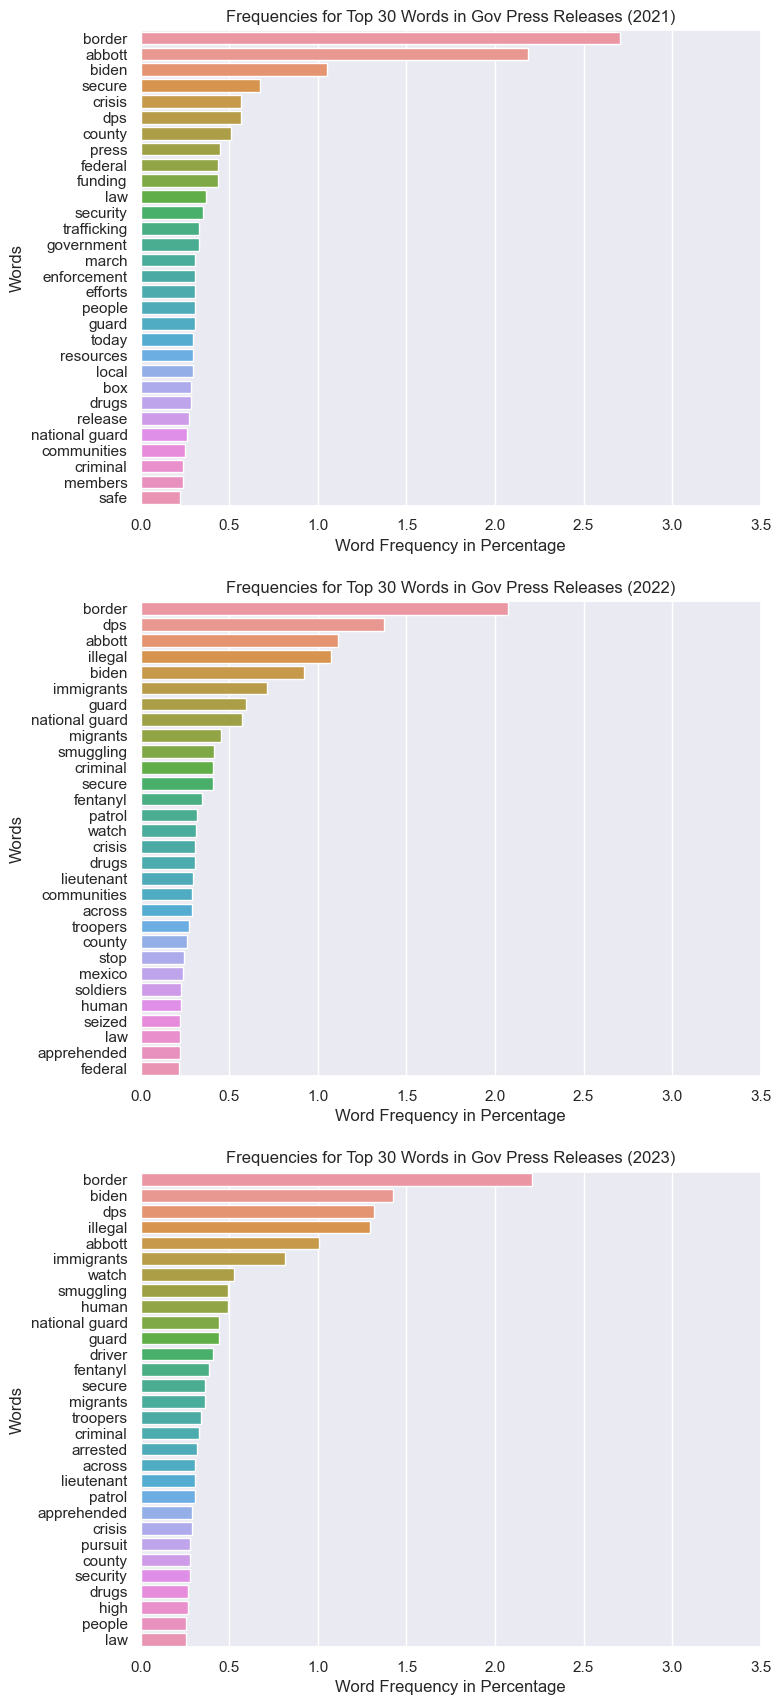 Frequencies for Top 30 Words in Gov Press Releases (2021)
border
abbott
biden
secure
crisis
dps
county
press
federal
funding
law
security
trafficking
government
march
enforcement
efforts
people
guard
today
resources
local
box
drugs
release
national guard
communities
criminal
members
safe
Words
0.0 0.5 1.0 1.5 2.0 2.5 3.0 3.5
Word Frequency in Percentage
Frequencies for Top 30 Words in Gov Press Releases (2022)
border
dps
abbott
illegal
biden
immigrants
guard
national guard
migrants
smuggling
criminal
secure
fentanyl
patrol
watch
crisis
drugs
lieutenant
communities
across
troopers
county
stop
mexico
soldiers
human
seized
law
apprehended
federal
Words
0.0 0.5 1.0 1.5 2.0 2.5 3.0 3.5
Word Frequency in Percentage
Frequencies for Top 30 Words in Gov Press Releases (2023)
border
biden
dps
illegal
abbott
immigrants
watch
smuggling
human
national guard
guard
driver
fentanyl
secure
migrants
troopers
criminal
arrested
across
lieutenant
patrol
apprehended
crisis
pursuit
county
security
drugs
high
people
law
Words
0.0 0.5 1.0 1.5 2.0 2.5 3.0 3.5
Word Frequency in Percentage